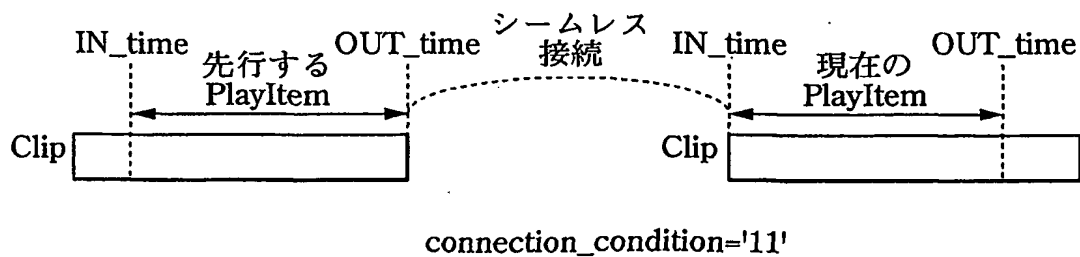 IN_time
OUT_time
シームレス
接続
IN_time
OUT_time
先行する
PlayItem
現在の
PlayItem
Clip
Clip
connection_condition='11'